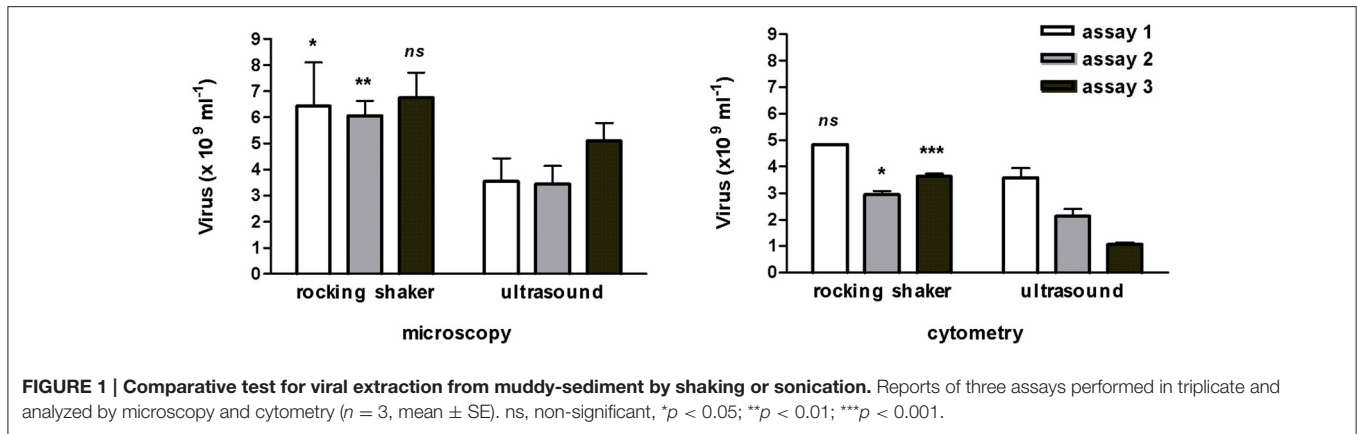 9
8
7
6
5
4
3
2
1
0
Virus (x 10⁹ ml⁻¹)
*
**
ns
rocking shaker
ultrasound
microscopy
9
8
7
6
5
4
3
2
1
0
Virus (x10⁹ ml⁻¹)
ns
*
***
rocking shaker
ultrasound
cytometry
assay 1
assay 2
assay 3
FIGURE 1 | Comparative test for viral extraction from muddy-sediment by shaking or sonication. Reports of three assays performed in triplicate and
analyzed by microscopy and cytometry (n = 3, mean ± SE). ns, non-significant, *p < 0.05; **p < 0.01; ***p < 0.001.